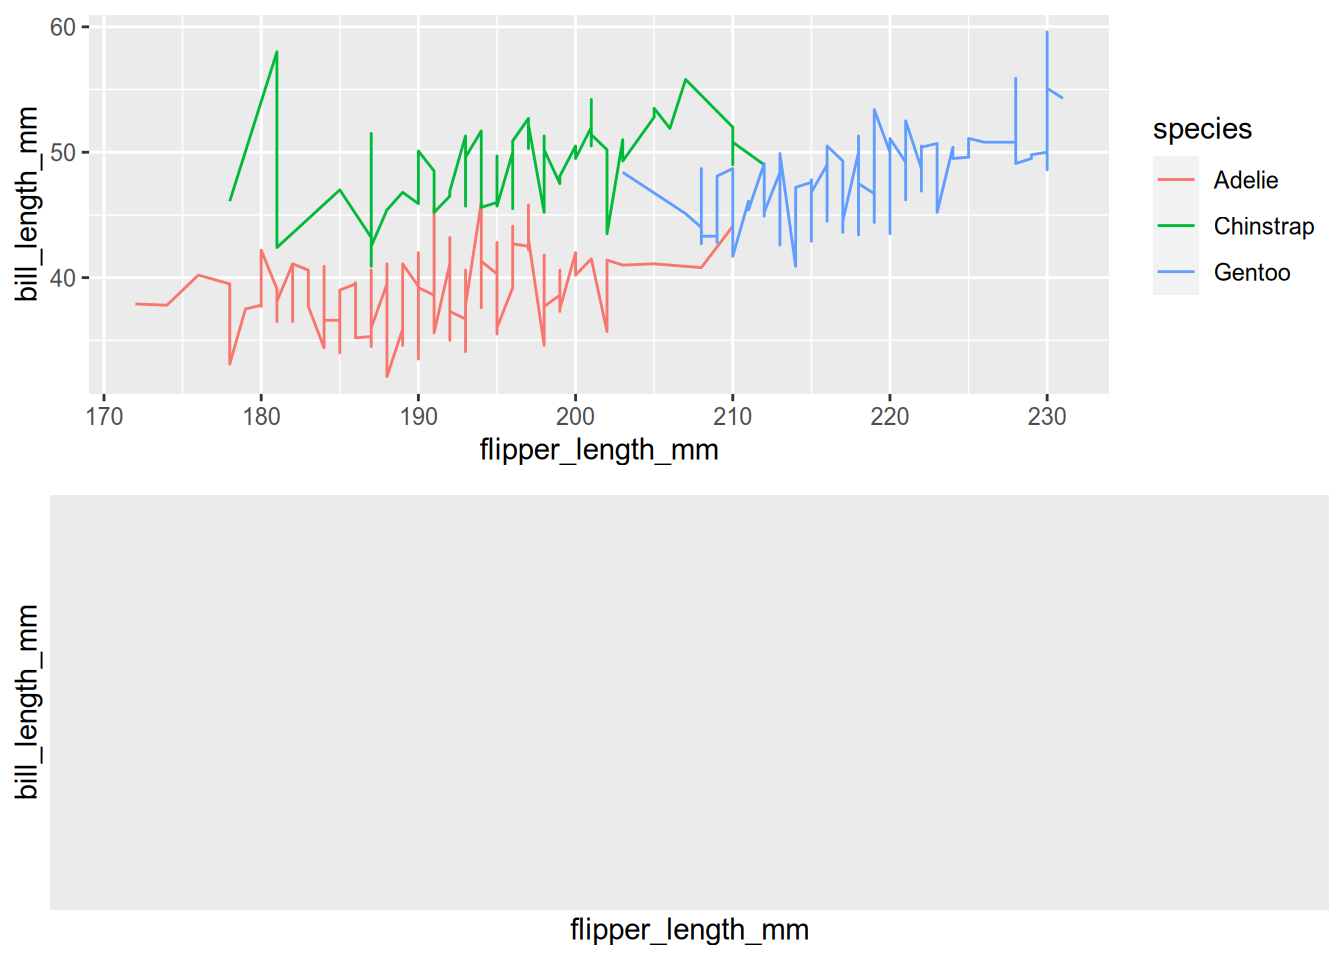 60
50
40
bill_length_mm
170 180 190 200 210 220 230
flipper_length_mm
species
Adelie
Chinstrap
Gentoo
bill_length_mm
flipper_length_mm